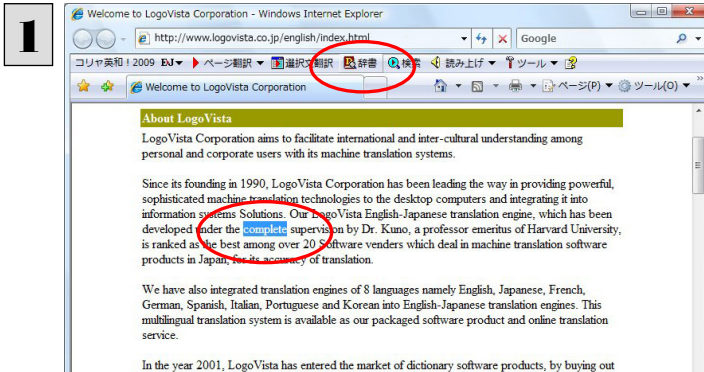 1
Welcome to LogoVista Corporation - Windows Internet Explorer
http://www.logovista.co.jp/english/index.html
Google
コリャ英和!2009 EJ ページ翻訳 選択文翻訳 辞書 検索 読み上げ ツール
Welcome to LogoVista Corporation
ページ(P) ツール(O)
About LogoVista
LogoVista Corporation aims to facilitate international and inter-cultural understanding among
personal and corporate users with its machine translation systems.
Since its founding in 1990, LogoVista Corporation has been leading the way in providing powerful,
sophisticated machine translation technologies to the desktop computers and integrating it into
information systems Solutions. Our LogoVista English-Japanese translation engine, which has been
developed under the complete supervision by Dr. Kuno, a professor emeritus of Harvard University,
is ranked as the best among over 20 Software venders which deal in machine translation software
products in Japan, for its accuracy of translation.
We have also integrated translation engines of 8 languages namely English, Japanese, French,
German, Spanish, Italian, Portuguese and Korean into English-Japanese translation engines. This
multilingual translation system is available as our packaged software product and online translation
service.
In the year 2001, LogoVista has entered the market of dictionary software products, by buying out